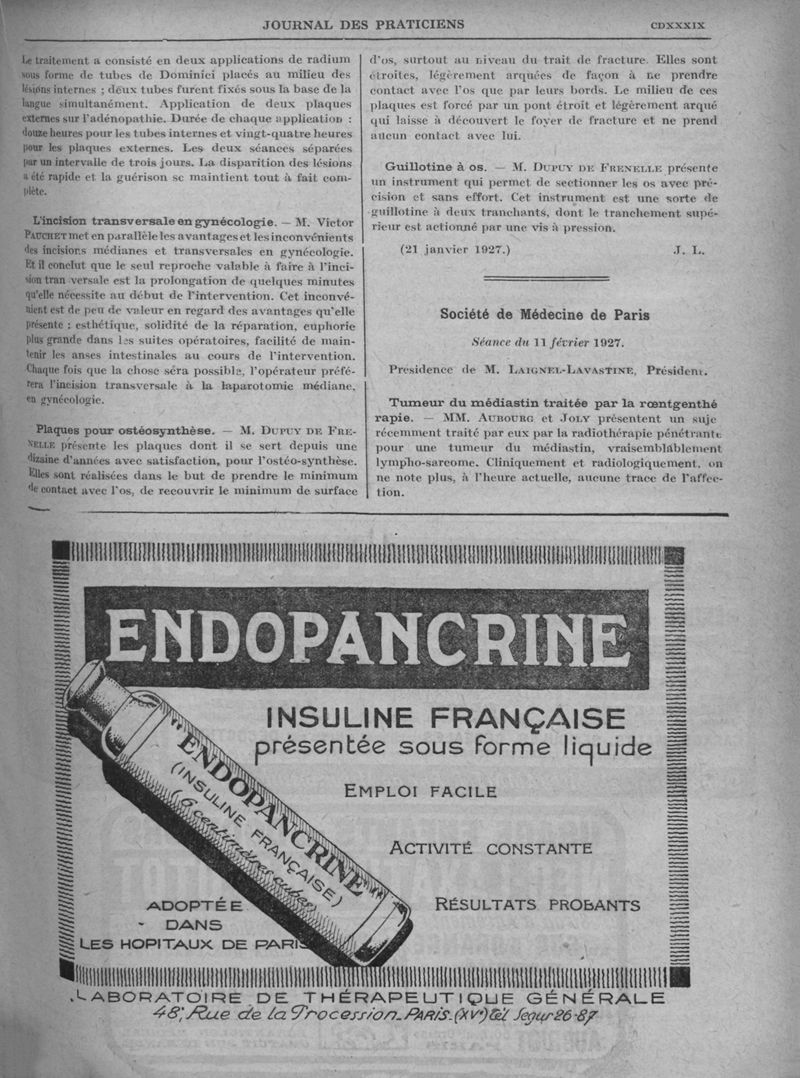 JOURNAL DES PRATICIENS
CDXXXIX
Le traitement a consisté en deux applications de radium
sous forme de tubes de Dominici placés au milieu des
lésions internes ; deux tubes furent fixés sous la base de la
langue simultanément. Application de deux plaques
externes sur l'adénopathie. Durée de chaque application :
douze heures pour les tubes internes et vingt-quatre heures
pour les plaques externes. Les deux séances séparées
par un intervalle de trois jours. La disparition des lésions
a été rapide et la guérison se maintient tout à fait com-
plète.
L'incision transversale en gynécologie. — M. Victor
PAUCHET met en parallèle les avantages et les inconvénients
des incisions médianes et transversales en gynécologie.
Et il conclut que le seul reproche valable à faire à l'inci-
sion tran versale est la prolongation de quelques minutes
qu'elle nécessite au début de l'intervention. Cet inconvé-
nient est de peu de valeur en regard des avantages qu'elle
présente : esthétique, solidité de la réparation, euphorie
plus grande dans les suites opératoires, facilité de main-
tenir les anses intestinales au cours de l'intervention.
Chaque fois que la chose séra possible, l'opérateur préfé-
rera l'incision transversale à la laparotomie médiane,
en gynécologie.
Plaques pour ostéosynthèse. — M. DUPUY DE FRE-
NELLE présente les plaques dont il se sert depuis une
dizaine d'années avec satisfaction, pour l'ostéo-synthèse.
Elles sont réalisées dans le but de prendre le minimum
de contact avec l'os, de recouvrir le minimum de surface
d'os, surtout au niveau du trait de fracture. Elles sont
étroites, légèrement arquées de façon à ne prendre
contact avec l'os que par leurs bords. Le milieu de ces
plaques est forcé par un pont étroit et légèrement arqué
qui laisse à découvert le foyer de fracture et ne prend
aucun contact avec lui.
Guillotine à os. — M. DUPUY DE FRENELLE présente
un instrument qui permet de sectionner les os avec pré-
cision et sans effort. Cet instrument est une sorte de
guillotine à deux tranchants, dont le tranchement supé-
rieur est actionné par une vis à pression.
(21 janvier 1927.) J. L.
Société de Médecine de Paris
Séance du 11 février 1927.
Présidence de M. LAIGNEL-LAVASTINE, Président.
Tumeur du médiastin traitée par la rœntgenthé
rapie. — MM. AUBOURG et JOLY présentent un suje
récemment traité par eux par la radiothérapie pénétrante
pour une tumeur du médiastin, vraisemblablement
lympho-sarcome. Cliniquement et radiologiquement, on
ne note plus, à l'heure actuelle, aucune trace de l'affec-
tion.
ENDOPANCRINE
INSULINE FRANÇAISE
présentée sous forme liquide
EMPLOI FACILE
ACTIVITÉ CONSTANTE
RÉSULTATS PROBANTS
"ENDOPANCRINE"
(INSULINE FRANÇAISE)
(6 centimètres cubes)
ADOPTÉE
DANS
LES HOPITAUX DE PARIS
LABORATOIRE DE THÉRAPEUTIQUE GÉNÉRALE
48, Rue de la Procession_PARIS_(XVe) Tél. Ségur 26-87